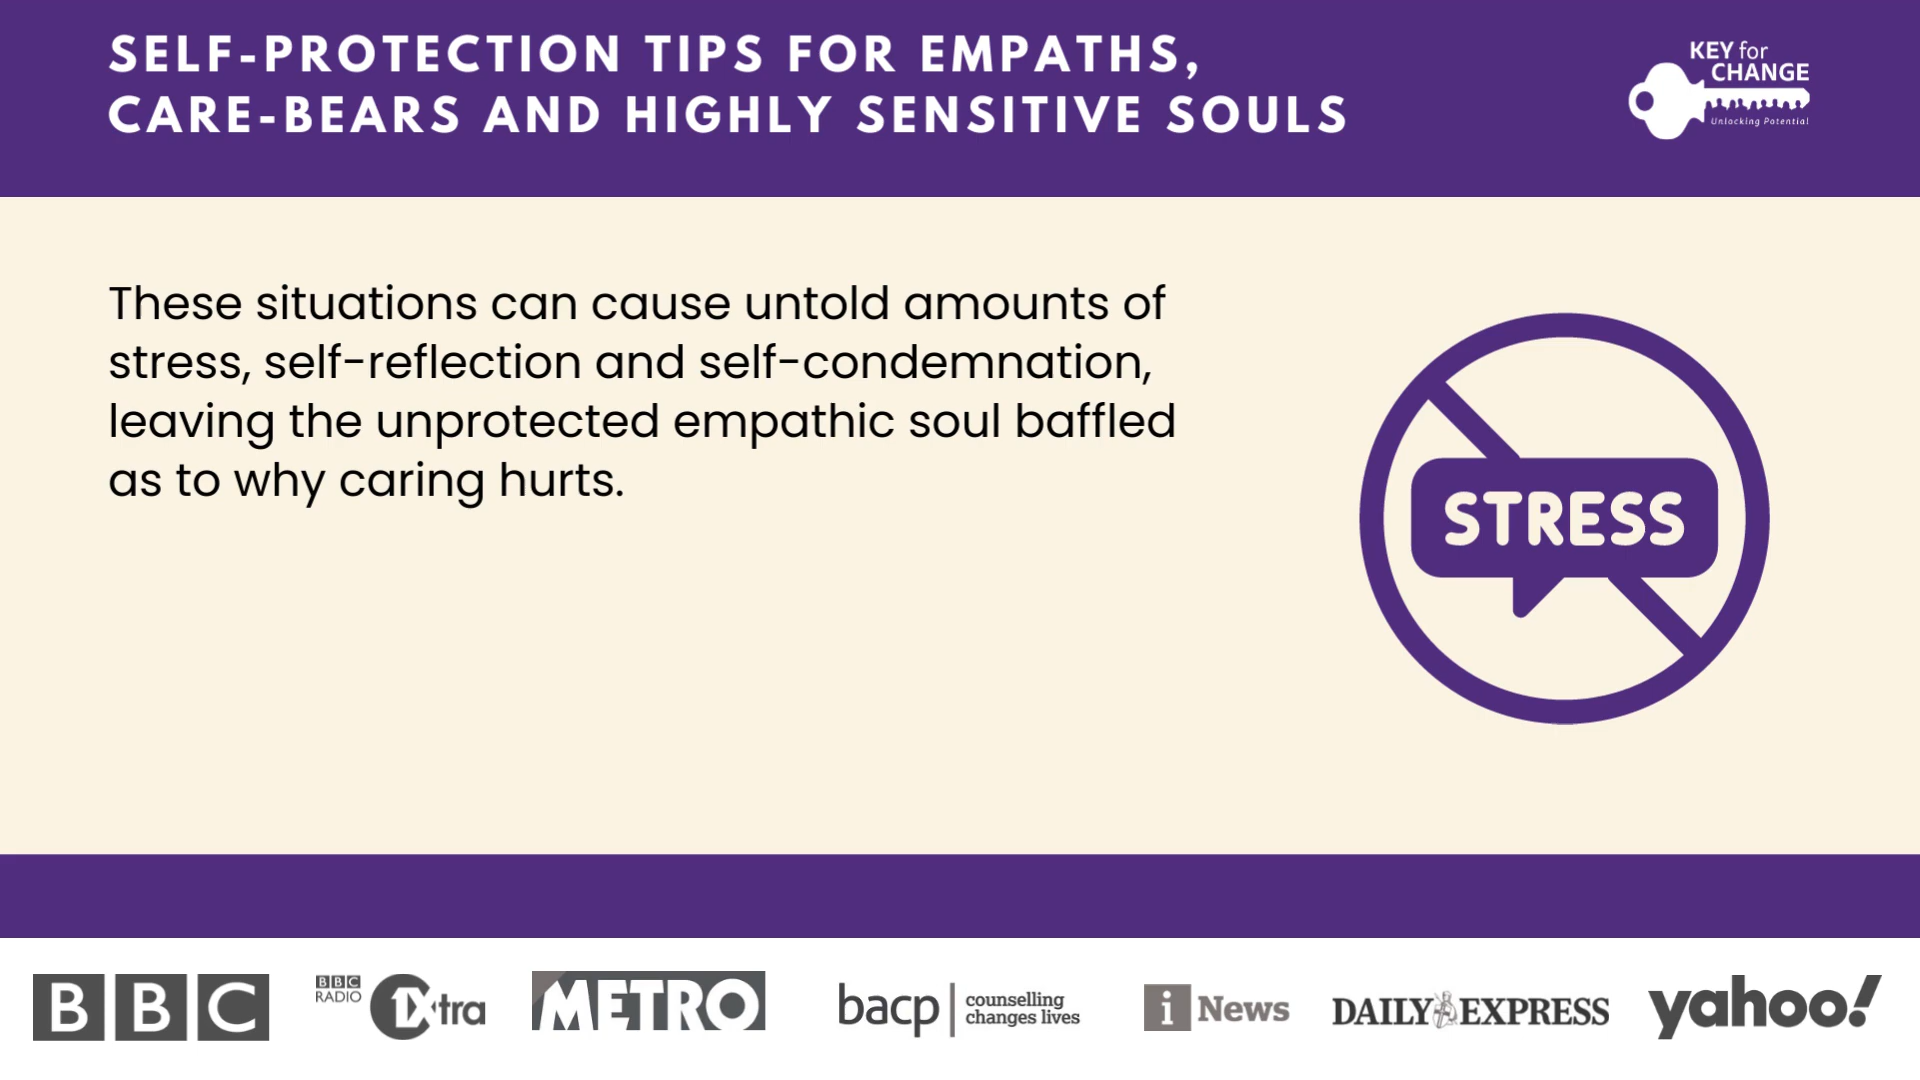 SELF-PROTECTION TIPS FOR EMPATHS,
CARE-BEARS AND HIGHLY SENSITIVE SOULS
KEY for
CHANGE
Unlocking Potential
These situations can cause untold amounts of
stress, self-reflection and self-condemnation,
leaving the unprotected empathic soul baffled
as to why caring hurts.
STRESS
BBC
BBC
RADIO
1Xtra
METRO
bacp
counselling
changes lives
i News
DAILY EXPRESS
yahoo!